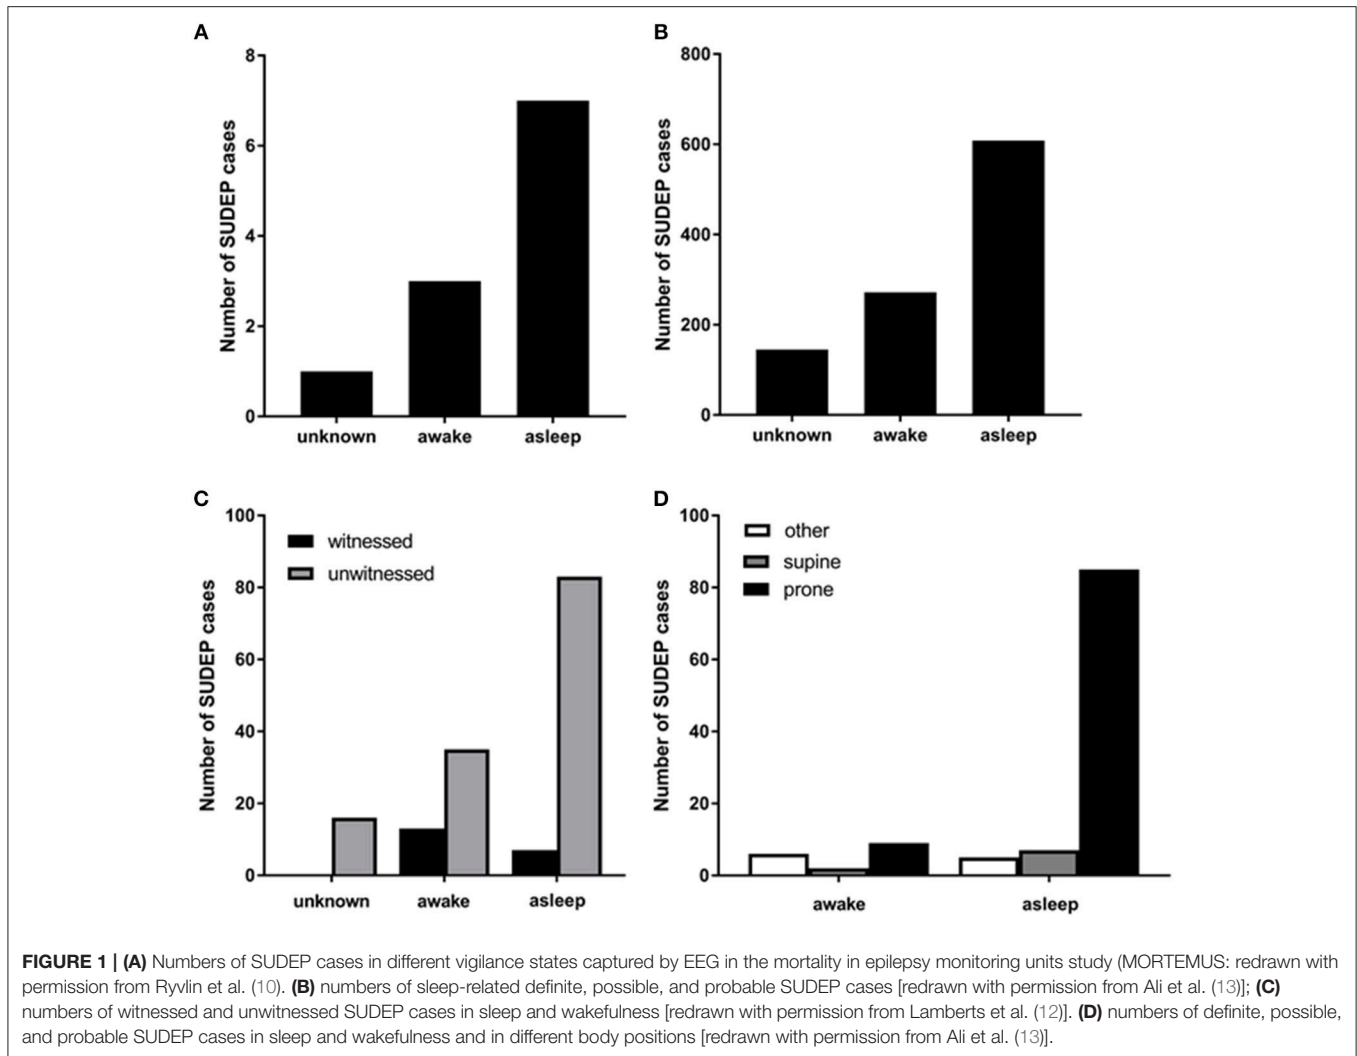 A
Number of SUDEP cases
8
6
4
2
0
unknown awake asleep
B
Number of SUDEP cases
800
600
400
200
0
unknown awake asleep
C
Number of SUDEP cases
100
80
60
40
20
0
witnessed
unwitnessed
unknown awake asleep
D
Number of SUDEP cases
100
80
60
40
20
0
other
supine
prone
awake asleep
FIGURE 1 | (A) Numbers of SUDEP cases in different vigilance states captured by EEG in the mortality in epilepsy monitoring units study (MORTEMUS: redrawn with
permission from Ryvlin et al. (10). (B) numbers of sleep-related definite, possible, and probable SUDEP cases [redrawn with permission from Ali et al. (13)]; (C)
numbers of witnessed and unwitnessed SUDEP cases in sleep and wakefulness [redrawn with permission from Lamberts et al. (12)]. (D) numbers of definite, possible,
and probable SUDEP cases in sleep and wakefulness and in different body positions [redrawn with permission from Ali et al. (13)].